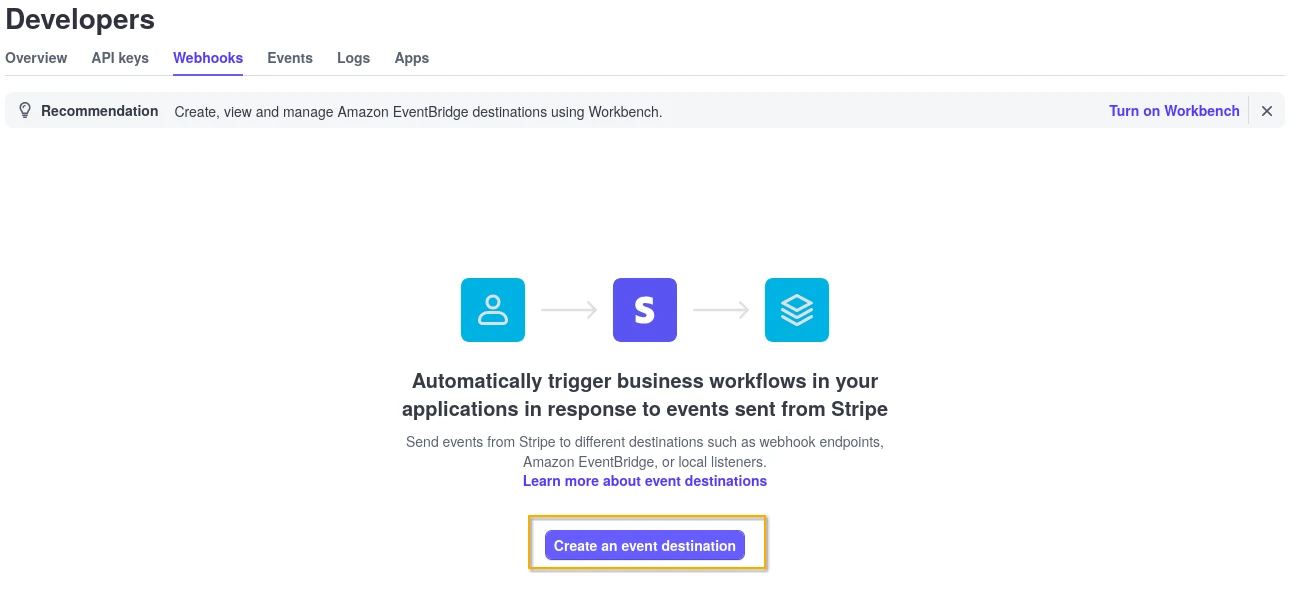 Developers
Overview API keys Webhooks Events Logs Apps
Recommendation Create, view and manage Amazon EventBridge destinations using Workbench. Turn on Workbench
S
Automatically trigger business workflows in your
applications in response to events sent from Stripe
Send events from Stripe to different destinations such as webhook endpoints,
Amazon EventBridge, or local listeners.
Learn more about event destinations
Create an event destination